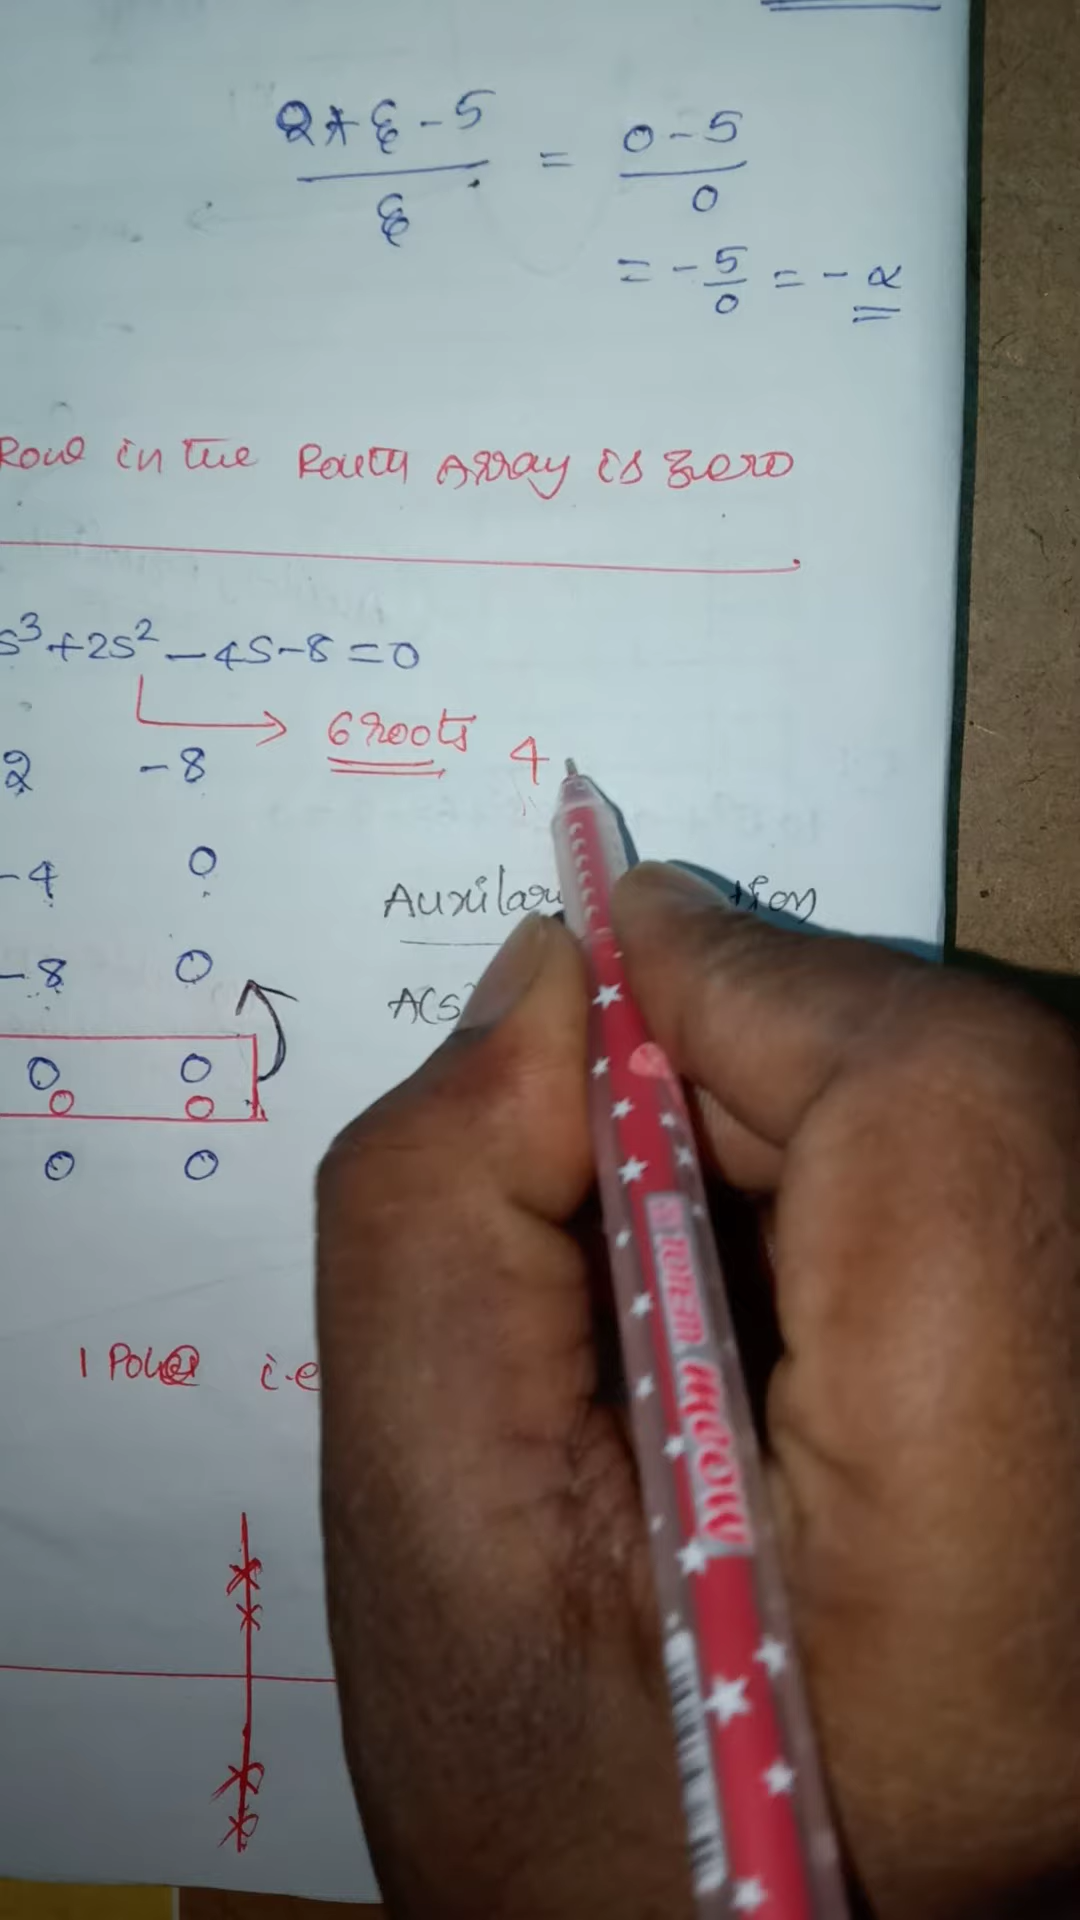 2*ε-5 / ε = 0-5 / 0
= -5/0 = -α
Row in the Routh Array is zero
s³+2s²-4s-8=0
6 roots 4
2 -8
-4 0
Auxilary
-8 0
A(s
0 0
0 0
0 0
1 Pole i.e
meow